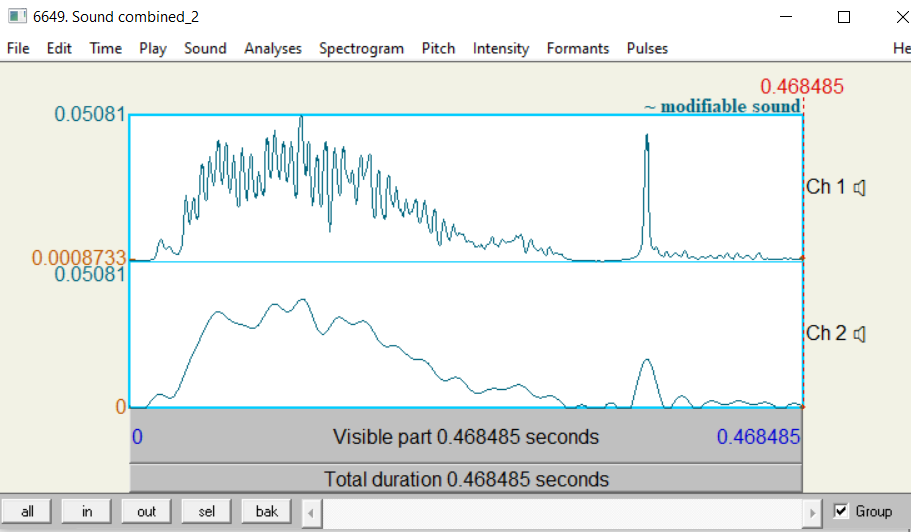 6649. Sound combined_2
File Edit Time Play Sound Analyses Spectrogram Pitch Intensity Formants Pulses He
0.468485
0.05081 ~ modifiable sound
Ch 1
0.0008733
0.05081
Ch 2
0
0 Visible part 0.468485 seconds 0.468485
Total duration 0.468485 seconds
all in out sel bak Group